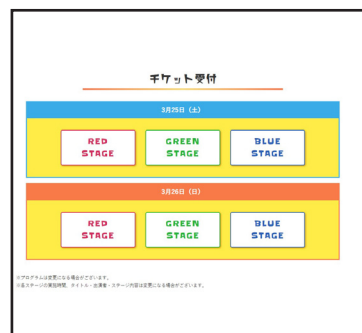 チケット受付
3月25日（土）
RED
STAGE
GREEN
STAGE
BLUE
STAGE
3月26日（日）
RED
STAGE
GREEN
STAGE
BLUE
STAGE
※プログラムは変更になる場合がございます。
※各ステージの実施時間、タイトル・出演者・ステージ内容は変更になる場合がございます。